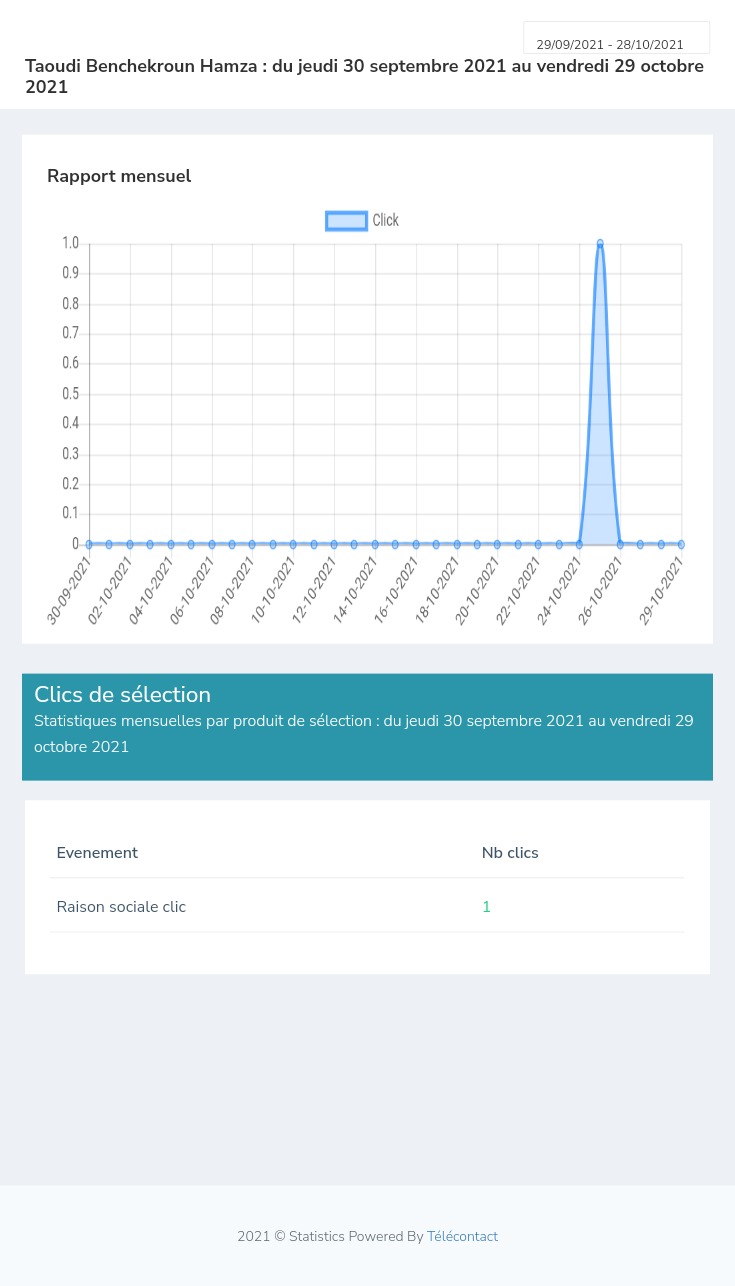 29/09/2021 - 28/10/2021
Taoudi Benchekroun Hamza : du jeudi 30 septembre 2021 au vendredi 29 octobre
2021
Rapport mensuel
Click
1.0
0.9
0.8
0.7
0.6
0.5
0.4
0.3
0.2
0.1
0
30-09-2021
02-10-2021
04-10-2021
06-10-2021
08-10-2021
10-10-2021
12-10-2021
14-10-2021
16-10-2021
18-10-2021
20-10-2021
22-10-2021
24-10-2021
26-10-2021
29-10-2021
Clics de sélection
Statistiques mensuelles par produit de sélection : du jeudi 30 septembre 2021 au vendredi 29
octobre 2021
Evenement Nb clics
Raison sociale clic 1
2021 © Statistics Powered By Télécontact